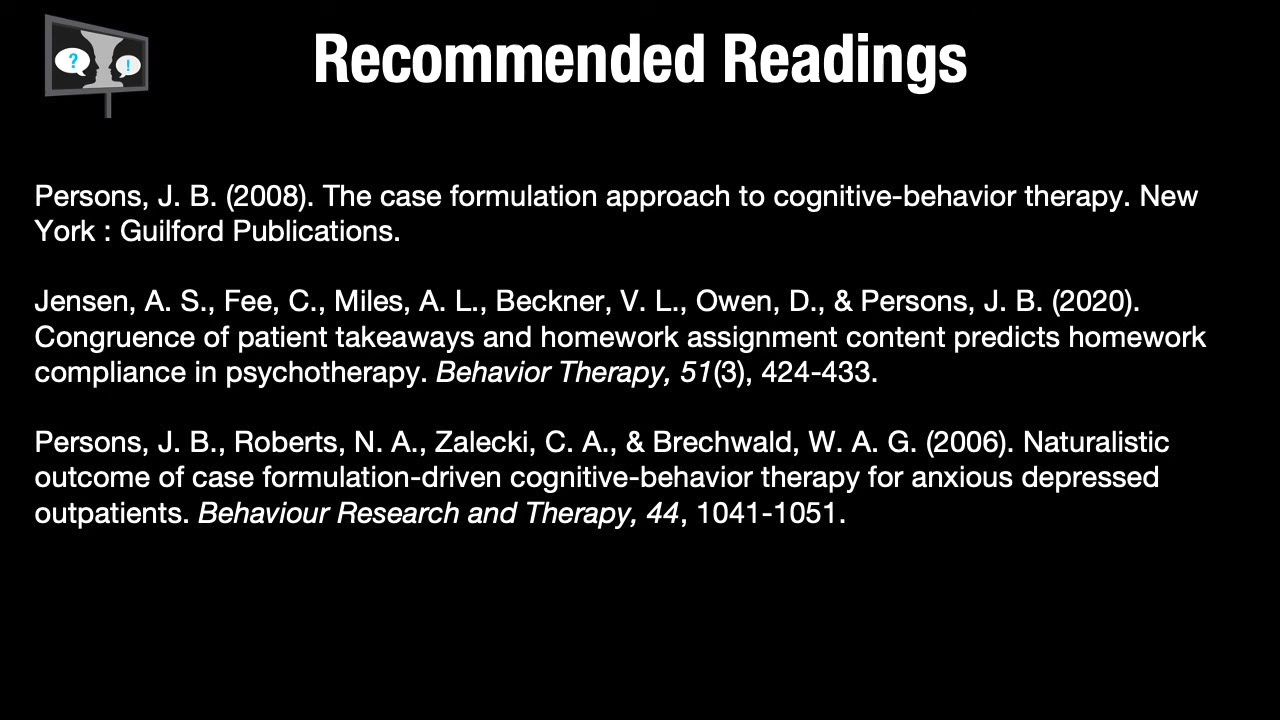 ? !
Recommended Readings
Persons, J. B. (2008). The case formulation approach to cognitive-behavior therapy. New
York : Guilford Publications.
Jensen, A. S., Fee, C., Miles, A. L., Beckner, V. L., Owen, D., & Persons, J. B. (2020).
Congruence of patient takeaways and homework assignment content predicts homework
compliance in psychotherapy. Behavior Therapy, 51(3), 424-433.
Persons, J. B., Roberts, N. A., Zalecki, C. A., & Brechwald, W. A. G. (2006). Naturalistic
outcome of case formulation-driven cognitive-behavior therapy for anxious depressed
outpatients. Behaviour Research and Therapy, 44, 1041-1051.